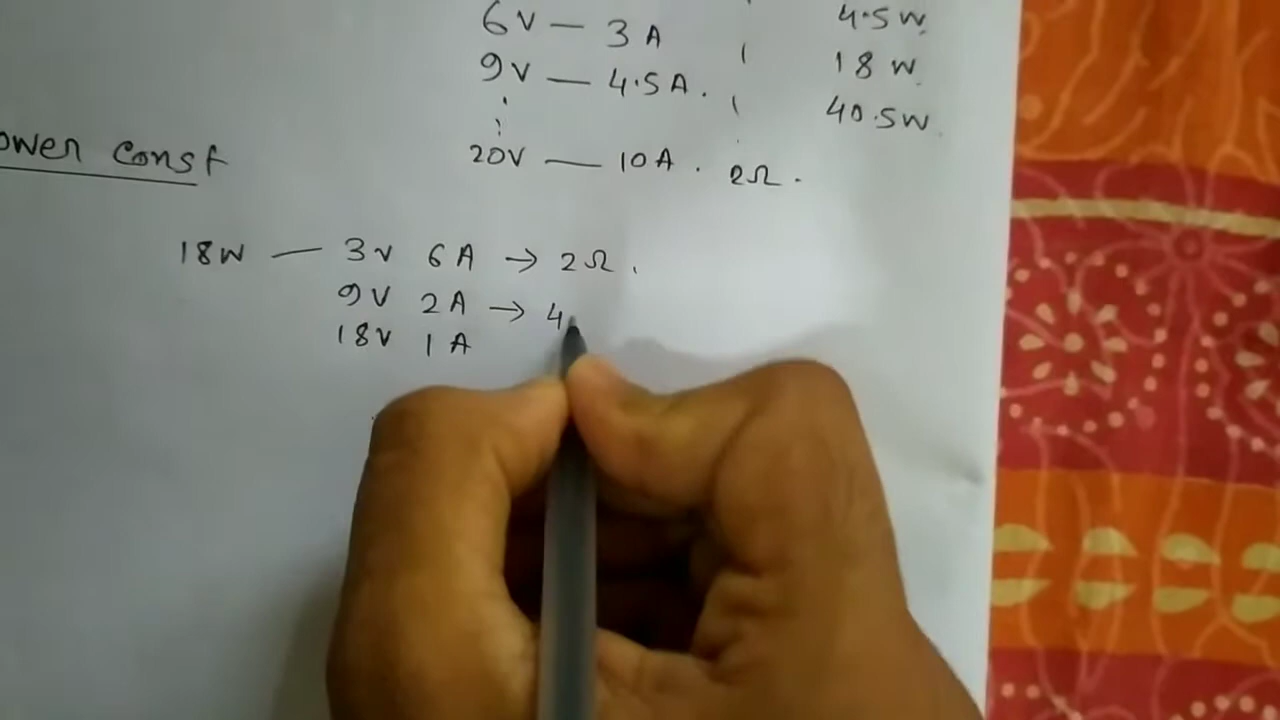 6V — 3A 4.5W
9V — 4.5A. 18W
40.5W
ower Const 20V — 10A. 2Ω.
18W — 3V 6A → 2Ω.
9V 2A → 4
18V 1A